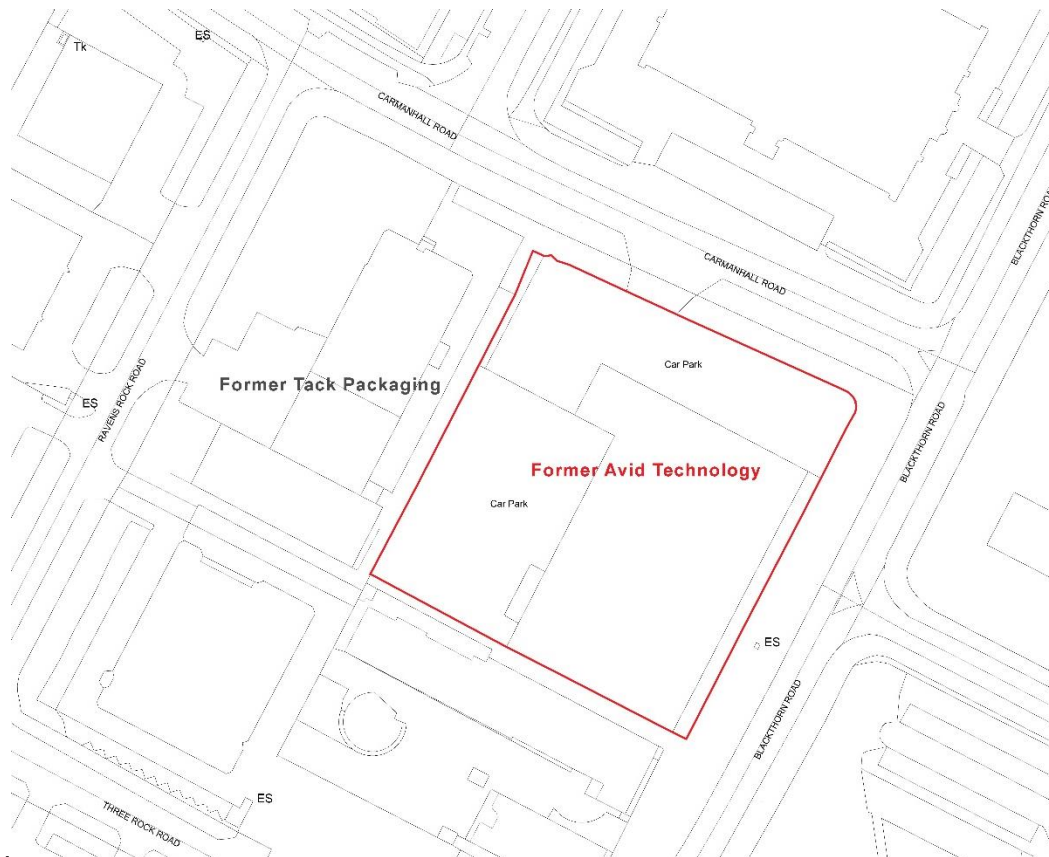 ES
Tk
CARMANHALL ROAD
BLACKTHORN ROAD
CARMANHALL ROAD
Car Park
Former Tack Packaging
RAVENS ROCK ROAD
ES
BLACKTHORN ROAD
Former Avid Technology
Car Park
ES
BLACKTHORN ROAD
ES
THREE ROCK ROAD